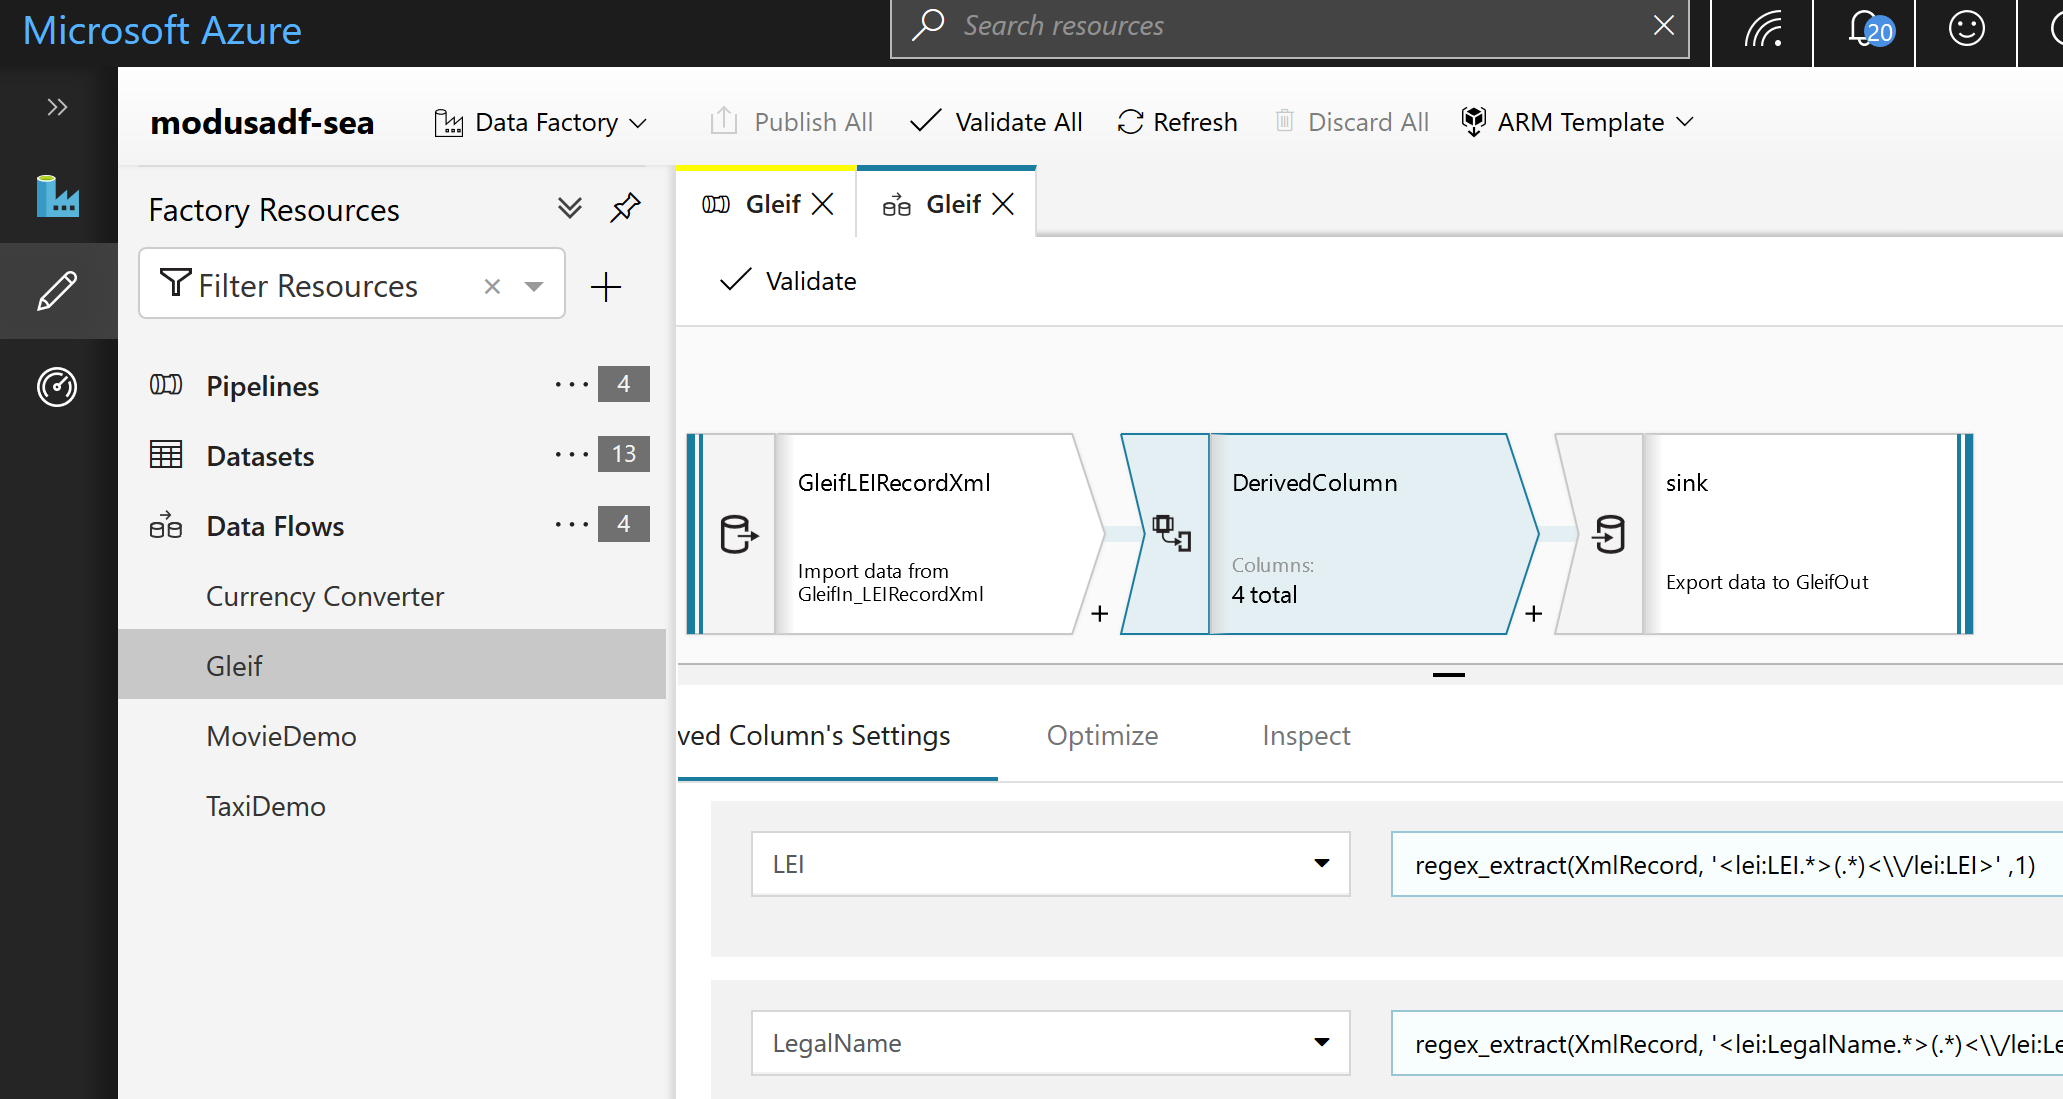 Microsoft Azure
Search resources
20
modusadf-sea
Data Factory
Publish All
Validate All
Refresh
Discard All
ARM Template
Factory Resources
Filter Resources
Pipelines
4
Datasets
13
Data Flows
4
Currency Converter
Gleif
MovieDemo
TaxiDemo
Gleif
Gleif
Validate
GleifLEIRecordXml
Import data from
GleifIn_LEIRecordXml
DerivedColumn
Columns:
4 total
sink
Export data to GleifOut
ved Column's Settings
Optimize
Inspect
LEI
regex_extract(XmlRecord, '<lei:LEI.*>(.*)<\\/lei:LEI>' ,1)
LegalName
regex_extract(XmlRecord, '<lei:LegalName.*>(.*)<\\/lei:Le